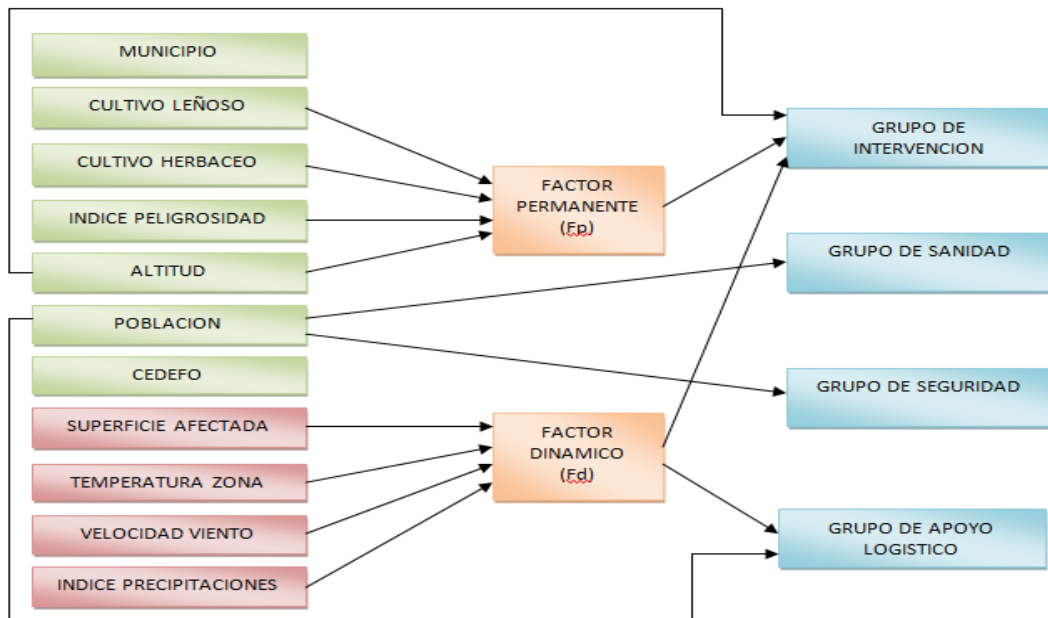 MUNICIPIO
CULTIVO LEÑOSO
CULTIVO HERBACEO
INDICE PELIGROSIDAD
ALTITUD
POBLACION
CEDEFO
SUPERFICIE AFECTADA
TEMPERATURA ZONA
VELOCIDAD VIENTO
INDICE PRECIPITACIONES
FACTOR
PERMANENTE
(Fp)
FACTOR
DINAMICO
(Fd)
GRUPO DE
INTERVENCION
GRUPO DE SANIDAD
GRUPO DE SEGURIDAD
GRUPO DE APOYO
LOGISTICO